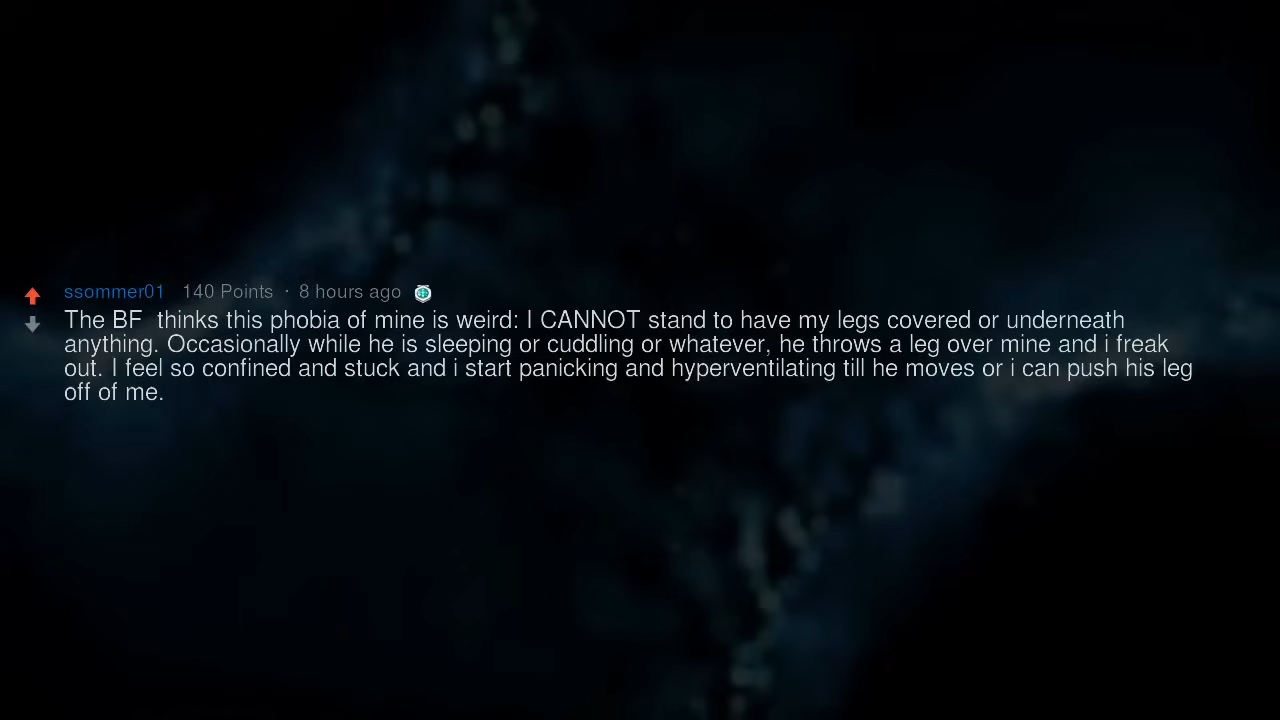 ssommer01 140 Points · 8 hours ago
The BF  thinks this phobia of mine is weird: I CANNOT stand to have my legs covered or underneath
anything. Occasionally while he is sleeping or cuddling or whatever, he throws a leg over mine and i freak
out. I feel so confined and stuck and i start panicking and hyperventilating till he moves or i can push his leg
off of me.